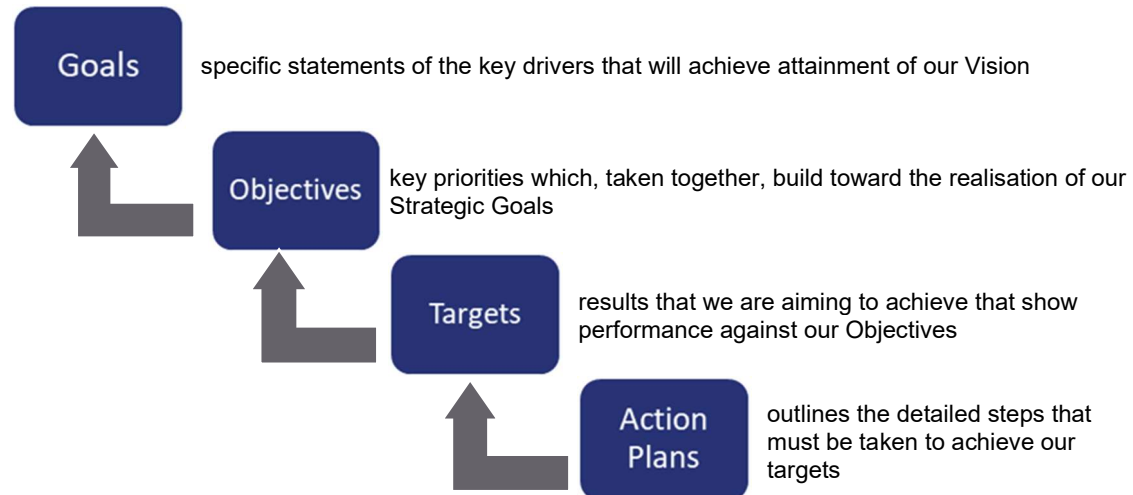 Goals
specific statements of the key drivers that will achieve attainment of our Vision
Objectives
key priorities which, taken together, build toward the realisation of our
Strategic Goals
Targets
results that we are aiming to achieve that show
performance against our Objectives
Action
Plans
outlines the detailed steps that
must be taken to achieve our
targets